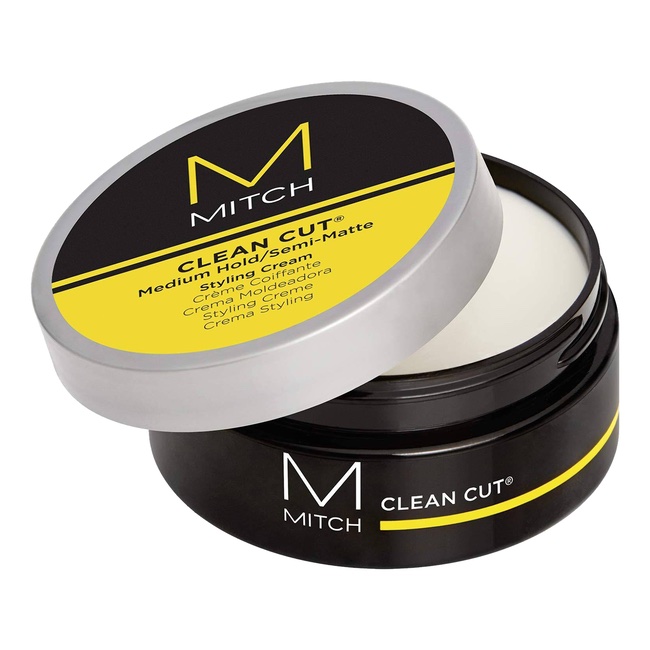 M
MITCH
CLEAN CUT®
Medium Hold/Semi-Matte
Styling Cream
Crème Coiffante
Crema Moldeadora
Styling Creme
Crema Styling
M
MITCH
CLEAN CUT®